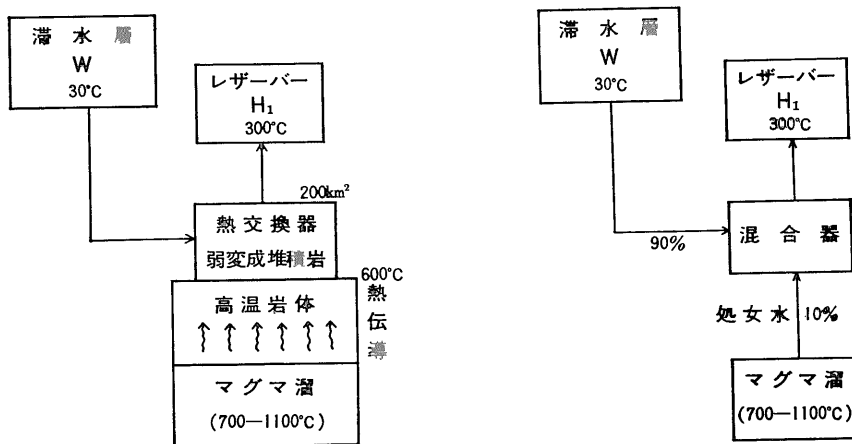 滞水層
W
30℃
レザーバー
H₁
300℃
200km²
熱交換器
弱変成堆積岩
600℃
高温岩体
熱伝導
マグマ溜
(700—1100℃)
滞水層
W
30℃
レザーバー
H₁
300℃
90%
混合器
処女水 10%
マグマ溜
(700—1100℃)